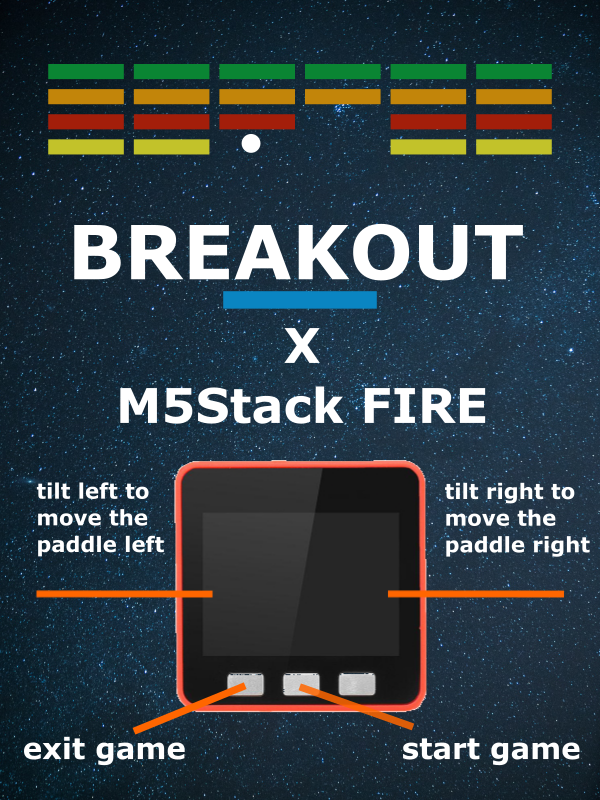 BREAKOUT
X
M5Stack FIRE
tilt left to
move the
paddle left
tilt right to
move the
paddle right
exit game
start game